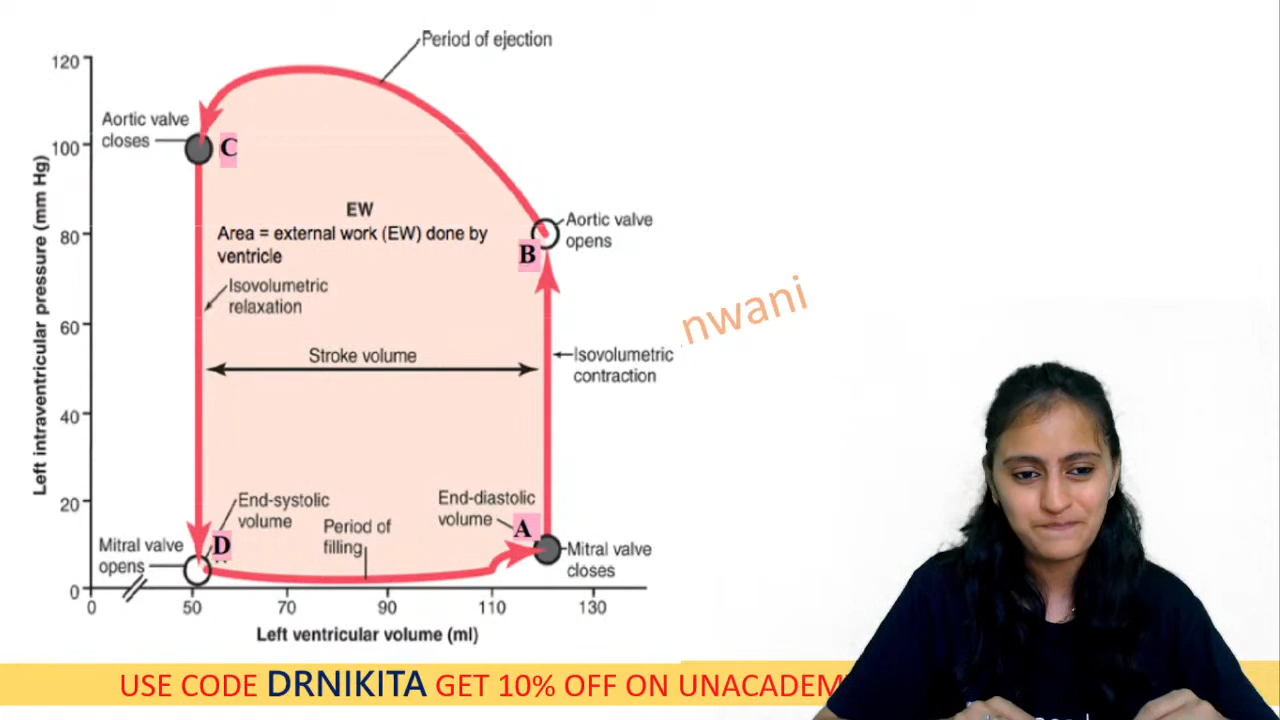 Period of ejection
120
Aortic valve
closes
100
C
EW
Area = external work (EW) done by
ventricle
Aortic valve
opens
80
B
Isovolumetric
relaxation
nwani
60
Stroke volume
Isovolumetric
contraction
Left intraventricular pressure (mm Hg)
40
20
End-systolic
volume
Period of
filling
End-diastolic
volume
A
Mitral valve
opens
D
Mitral valve
closes
0
0 50 70 90 110 130
Left ventricular volume (ml)
USE CODE DRNIKITA GET 10% OFF ON UNACADEM